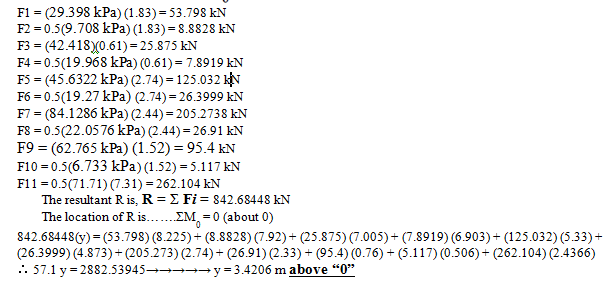 F1 = (29.398 kPa) (1.83) = 53.798 kN
F2 = 0.5(9.708 kPa) (1.83) = 8.8828 kN
F3 = (42.418)(0.61) = 25.875 kN
F4 = 0.5(19.968 kPa) (0.61) = 7.8919 kN
F5 = (45.6322 kPa) (2.74) = 125.032 kN
F6 = 0.5(19.27 kPa) (2.74) = 26.3999 kN
F7 = (84.1286 kPa) (2.44) = 205.2738 kN
F8 = 0.5(22.0576 kPa) (2.44) = 26.91 kN
F9 = (62.765 kPa) (1.52) = 95.4 kN
F10 = 0.5(6.733 kPa) (1.52) = 5.117 kN
F11 = 0.5(71.71) (7.31) = 262.104 kN
The resultant R is, R = Σ Fi = 842.68448 kN
The location of R is…….ΣM0 = 0 (about 0)
842.68448(y) = (53.798) (8.225) + (8.8828) (7.92) + (25.875) (7.005) + (7.8919) (6.903) + (125.032) (5.33) +
(26.3999) (4.873) + (205.273) (2.74) + (26.91) (2.33) + (95.4) (0.76) + (5.117) (0.506) + (262.104) (2.4366)
∴ 57.1 y = 2882.53945→→→→→ y = 3.4206 m above “0”